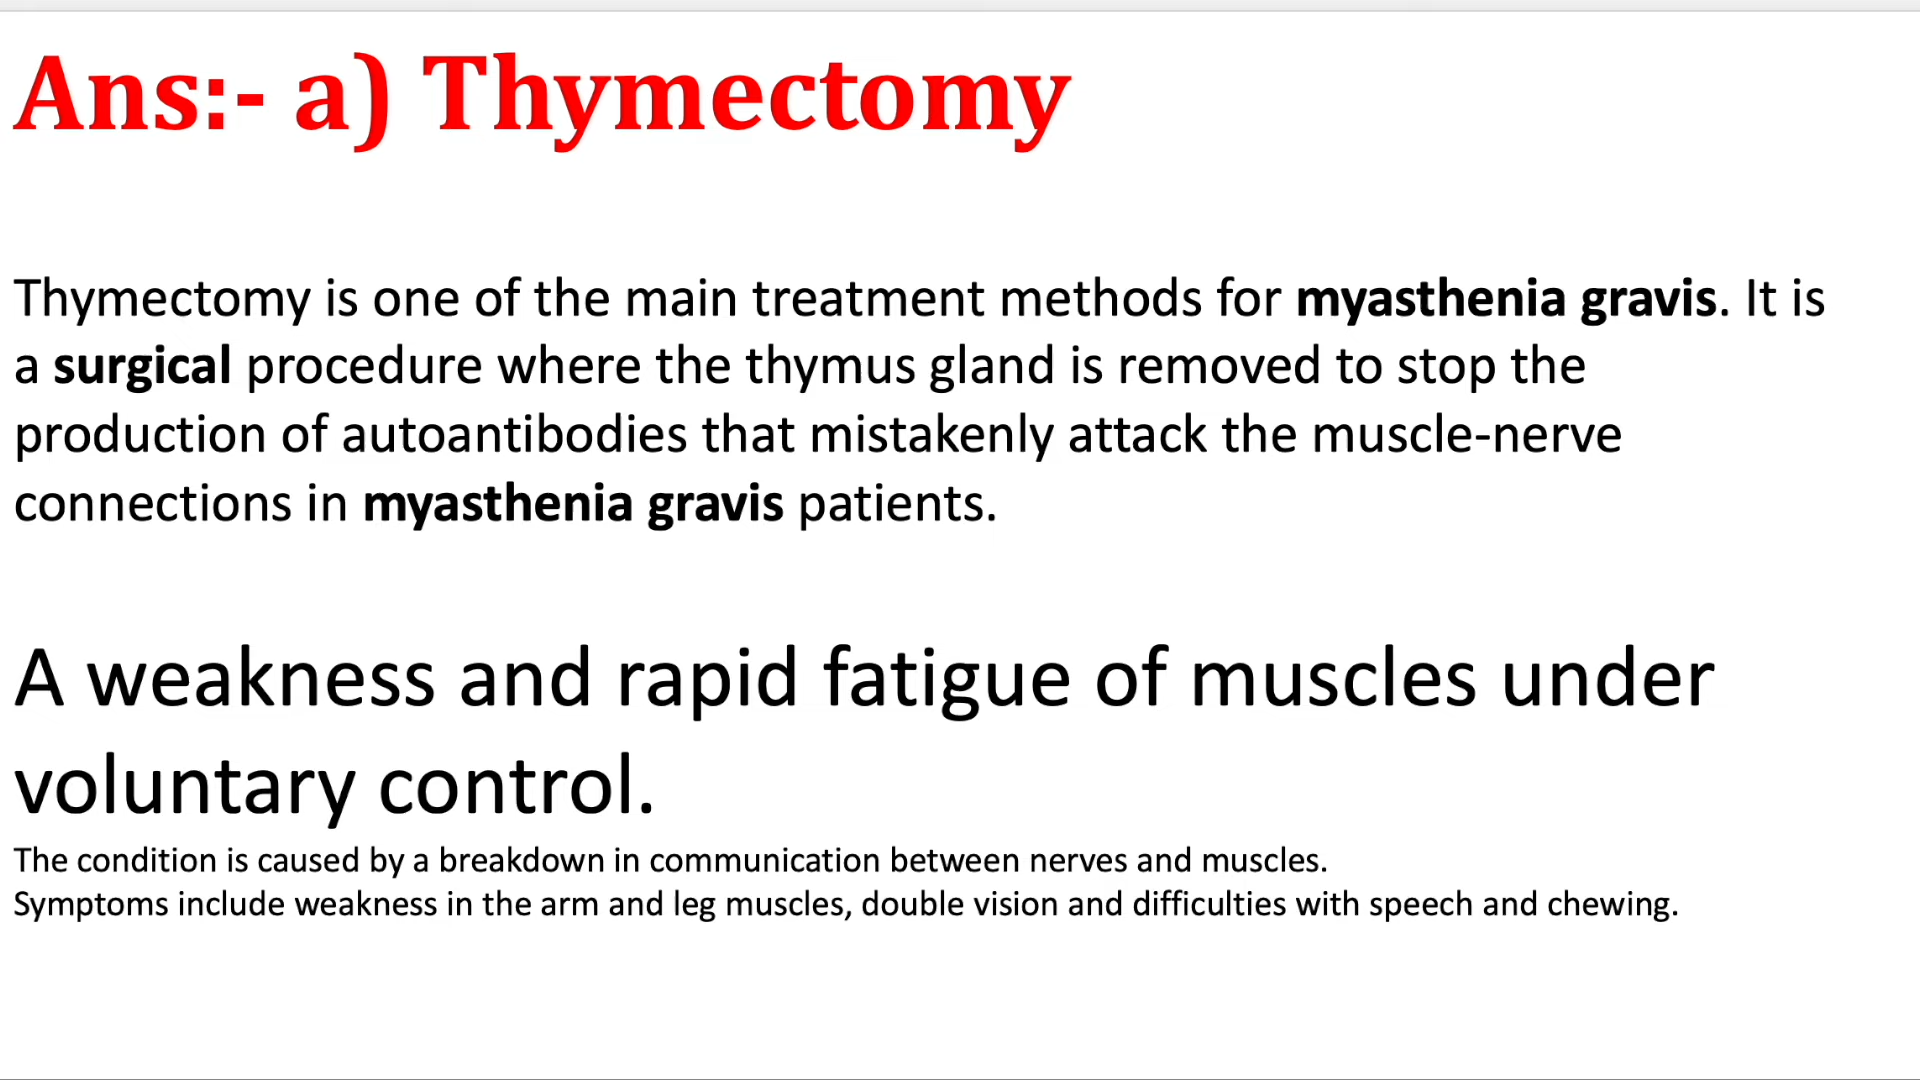 Ans:- a) Thymectomy
Thymectomy is one of the main treatment methods for myasthenia gravis. It is
a surgical procedure where the thymus gland is removed to stop the
production of autoantibodies that mistakenly attack the muscle-nerve
connections in myasthenia gravis patients.
A weakness and rapid fatigue of muscles under
voluntary control.
The condition is caused by a breakdown in communication between nerves and muscles.
Symptoms include weakness in the arm and leg muscles, double vision and difficulties with speech and chewing.